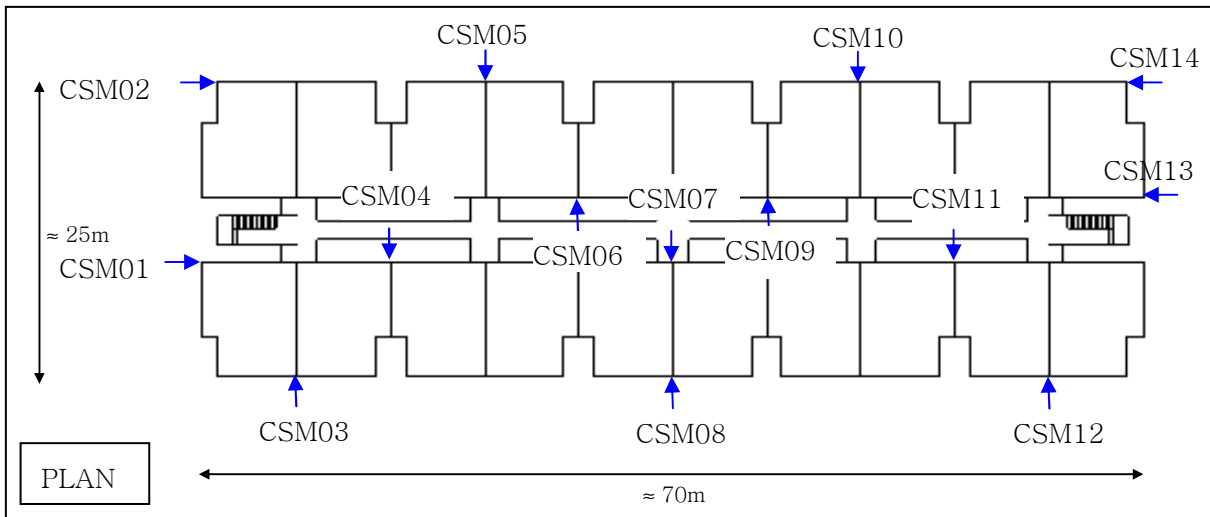 CSM05
CSM10
CSM14
CSM02
CSM13
CSM04
CSM07
CSM11
≈ 25m
CSM01
CSM06
CSM09
CSM03
CSM08
CSM12
PLAN
≈ 70m